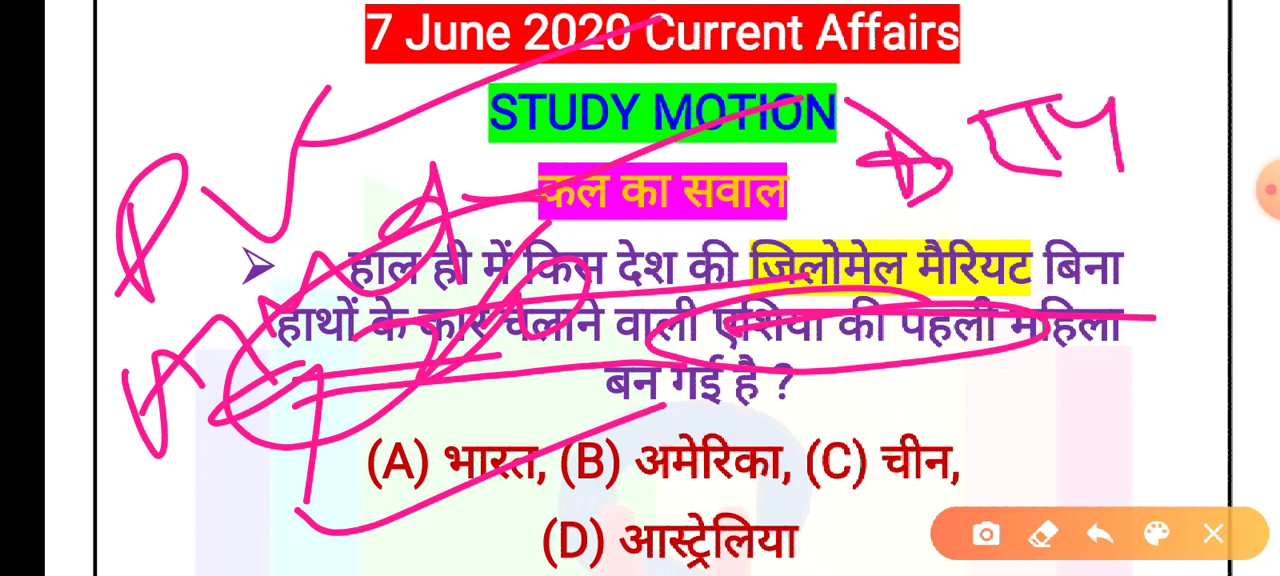 7 June 2020 Current Affairs
STUDY MOTION
कल का सवाल
➢ हाल ही में किस देश की जिलोमेल मैरियट बिना
हाथों के कार चलाने वाली एशिया की पहली महिला
बन गई है ?
(A) भारत, (B) अमेरिका, (C) चीन,
(D) आस्ट्रेलिया